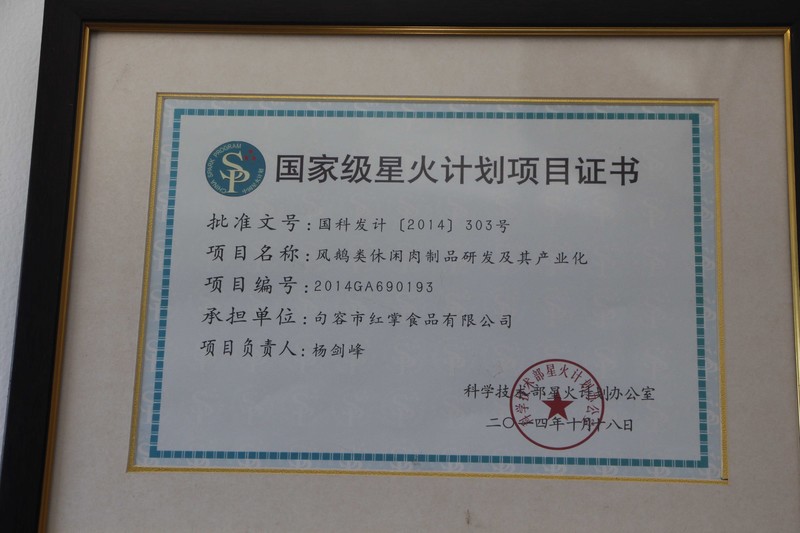 CHINA SPARK PROGRAM
SP
国家级星火计划项目证书
批准文号：国科发计〔2014〕303号
项目名称：风鹅类休闲肉制品研发及其产业化
项目编号：2014GA690193
承担单位：句容市红掌食品有限公司
项目负责人：杨剑峰
科学技术部星火计划办公室
二〇一四年十月十八日